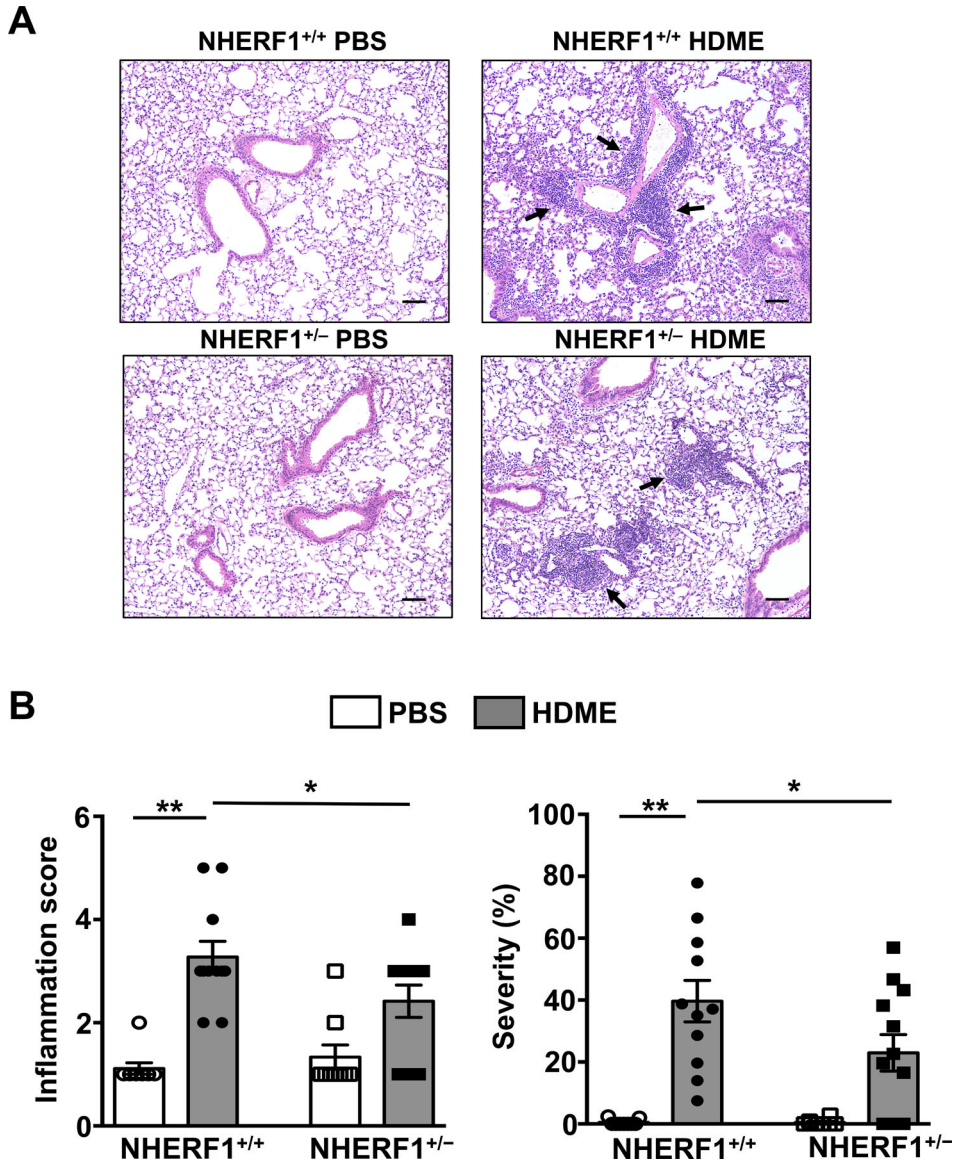 A
NHERF1+/+ PBS
NHERF1+/+ HDME
NHERF1+/– PBS
NHERF1+/– HDME
B
PBS
HDME
Inflammation score
6
4
2
0
**
*
NHERF1+/+
NHERF1+/–
Severity (%)
100
80
60
40
20
0
**
*
NHERF1+/+
NHERF1+/–